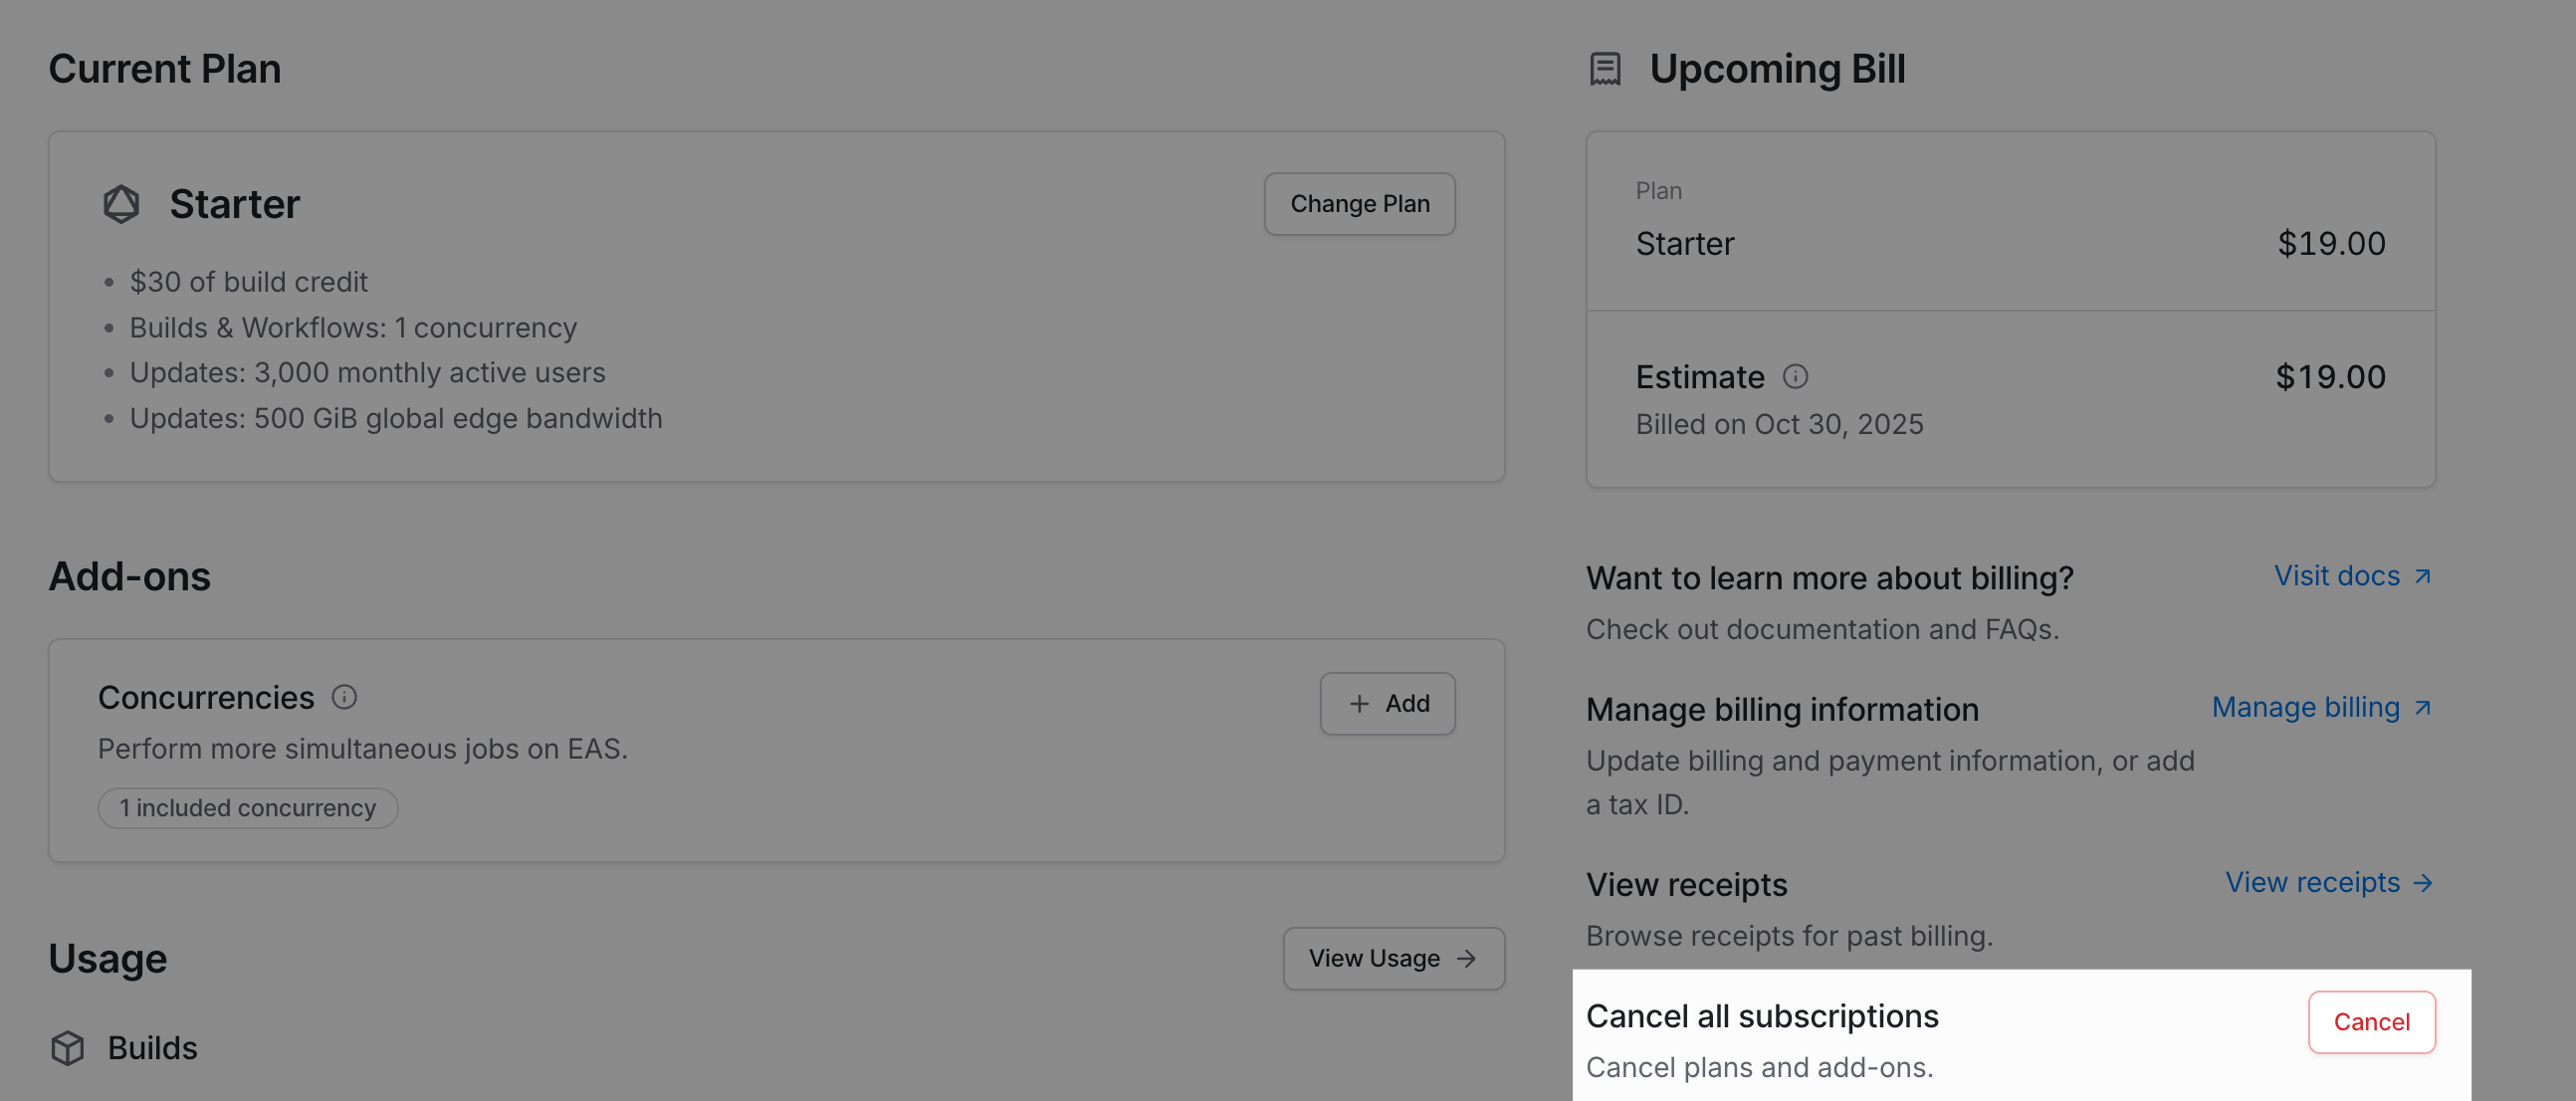 Current Plan
Starter
Change Plan
$30 of build credit
Builds & Workflows: 1 concurrency
Updates: 3,000 monthly active users
Updates: 500 GiB global edge bandwidth
Add-ons
Concurrencies
Add
Perform more simultaneous jobs on EAS.
1 included concurrency
Usage
View Usage
Builds
Upcoming Bill
Plan
Starter $19.00
Estimate $19.00
Billed on Oct 30, 2025
Want to learn more about billing?
Visit docs
Check out documentation and FAQs.
Manage billing information
Manage billing
Update billing and payment information, or add
a tax ID.
View receipts
View receipts
Browse receipts for past billing.
Cancel all subscriptions
Cancel
Cancel plans and add-ons.